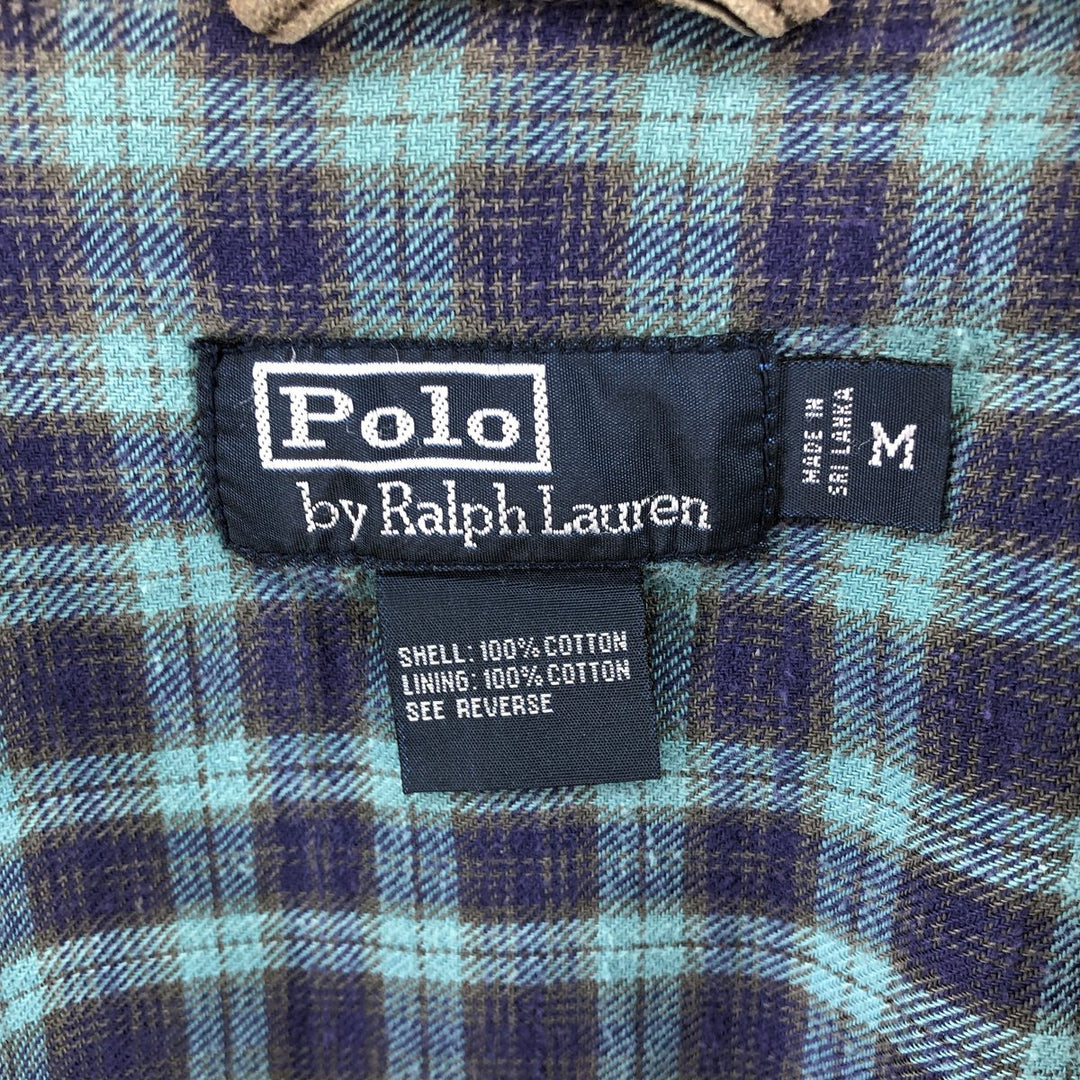 Polo
by Ralph Lauren
MADE IN
SRI LANKA
M
SHELL: 100% COTTON
LINING: 100% COTTON
SEE REVERSE